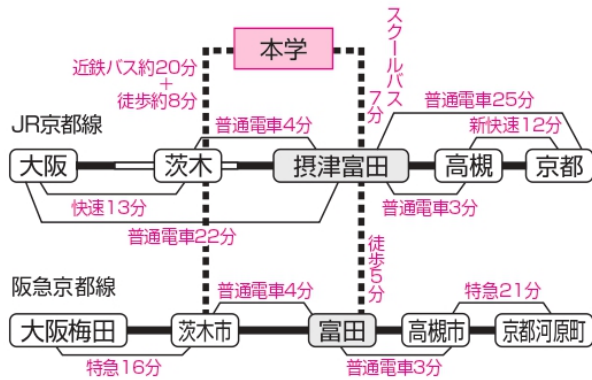 本学
近鉄バス約20分
+
徒歩約8分
スクールバス
7分
JR京都線
普通電車4分
普通電車25分
新快速12分
大阪
茨木
摂津富田
高槻
京都
快速13分
普通電車3分
普通電車22分
徒歩5分
阪急京都線
普通電車4分
特急21分
大阪梅田
茨木市
富田
高槻市
京都河原町
特急16分
普通電車3分